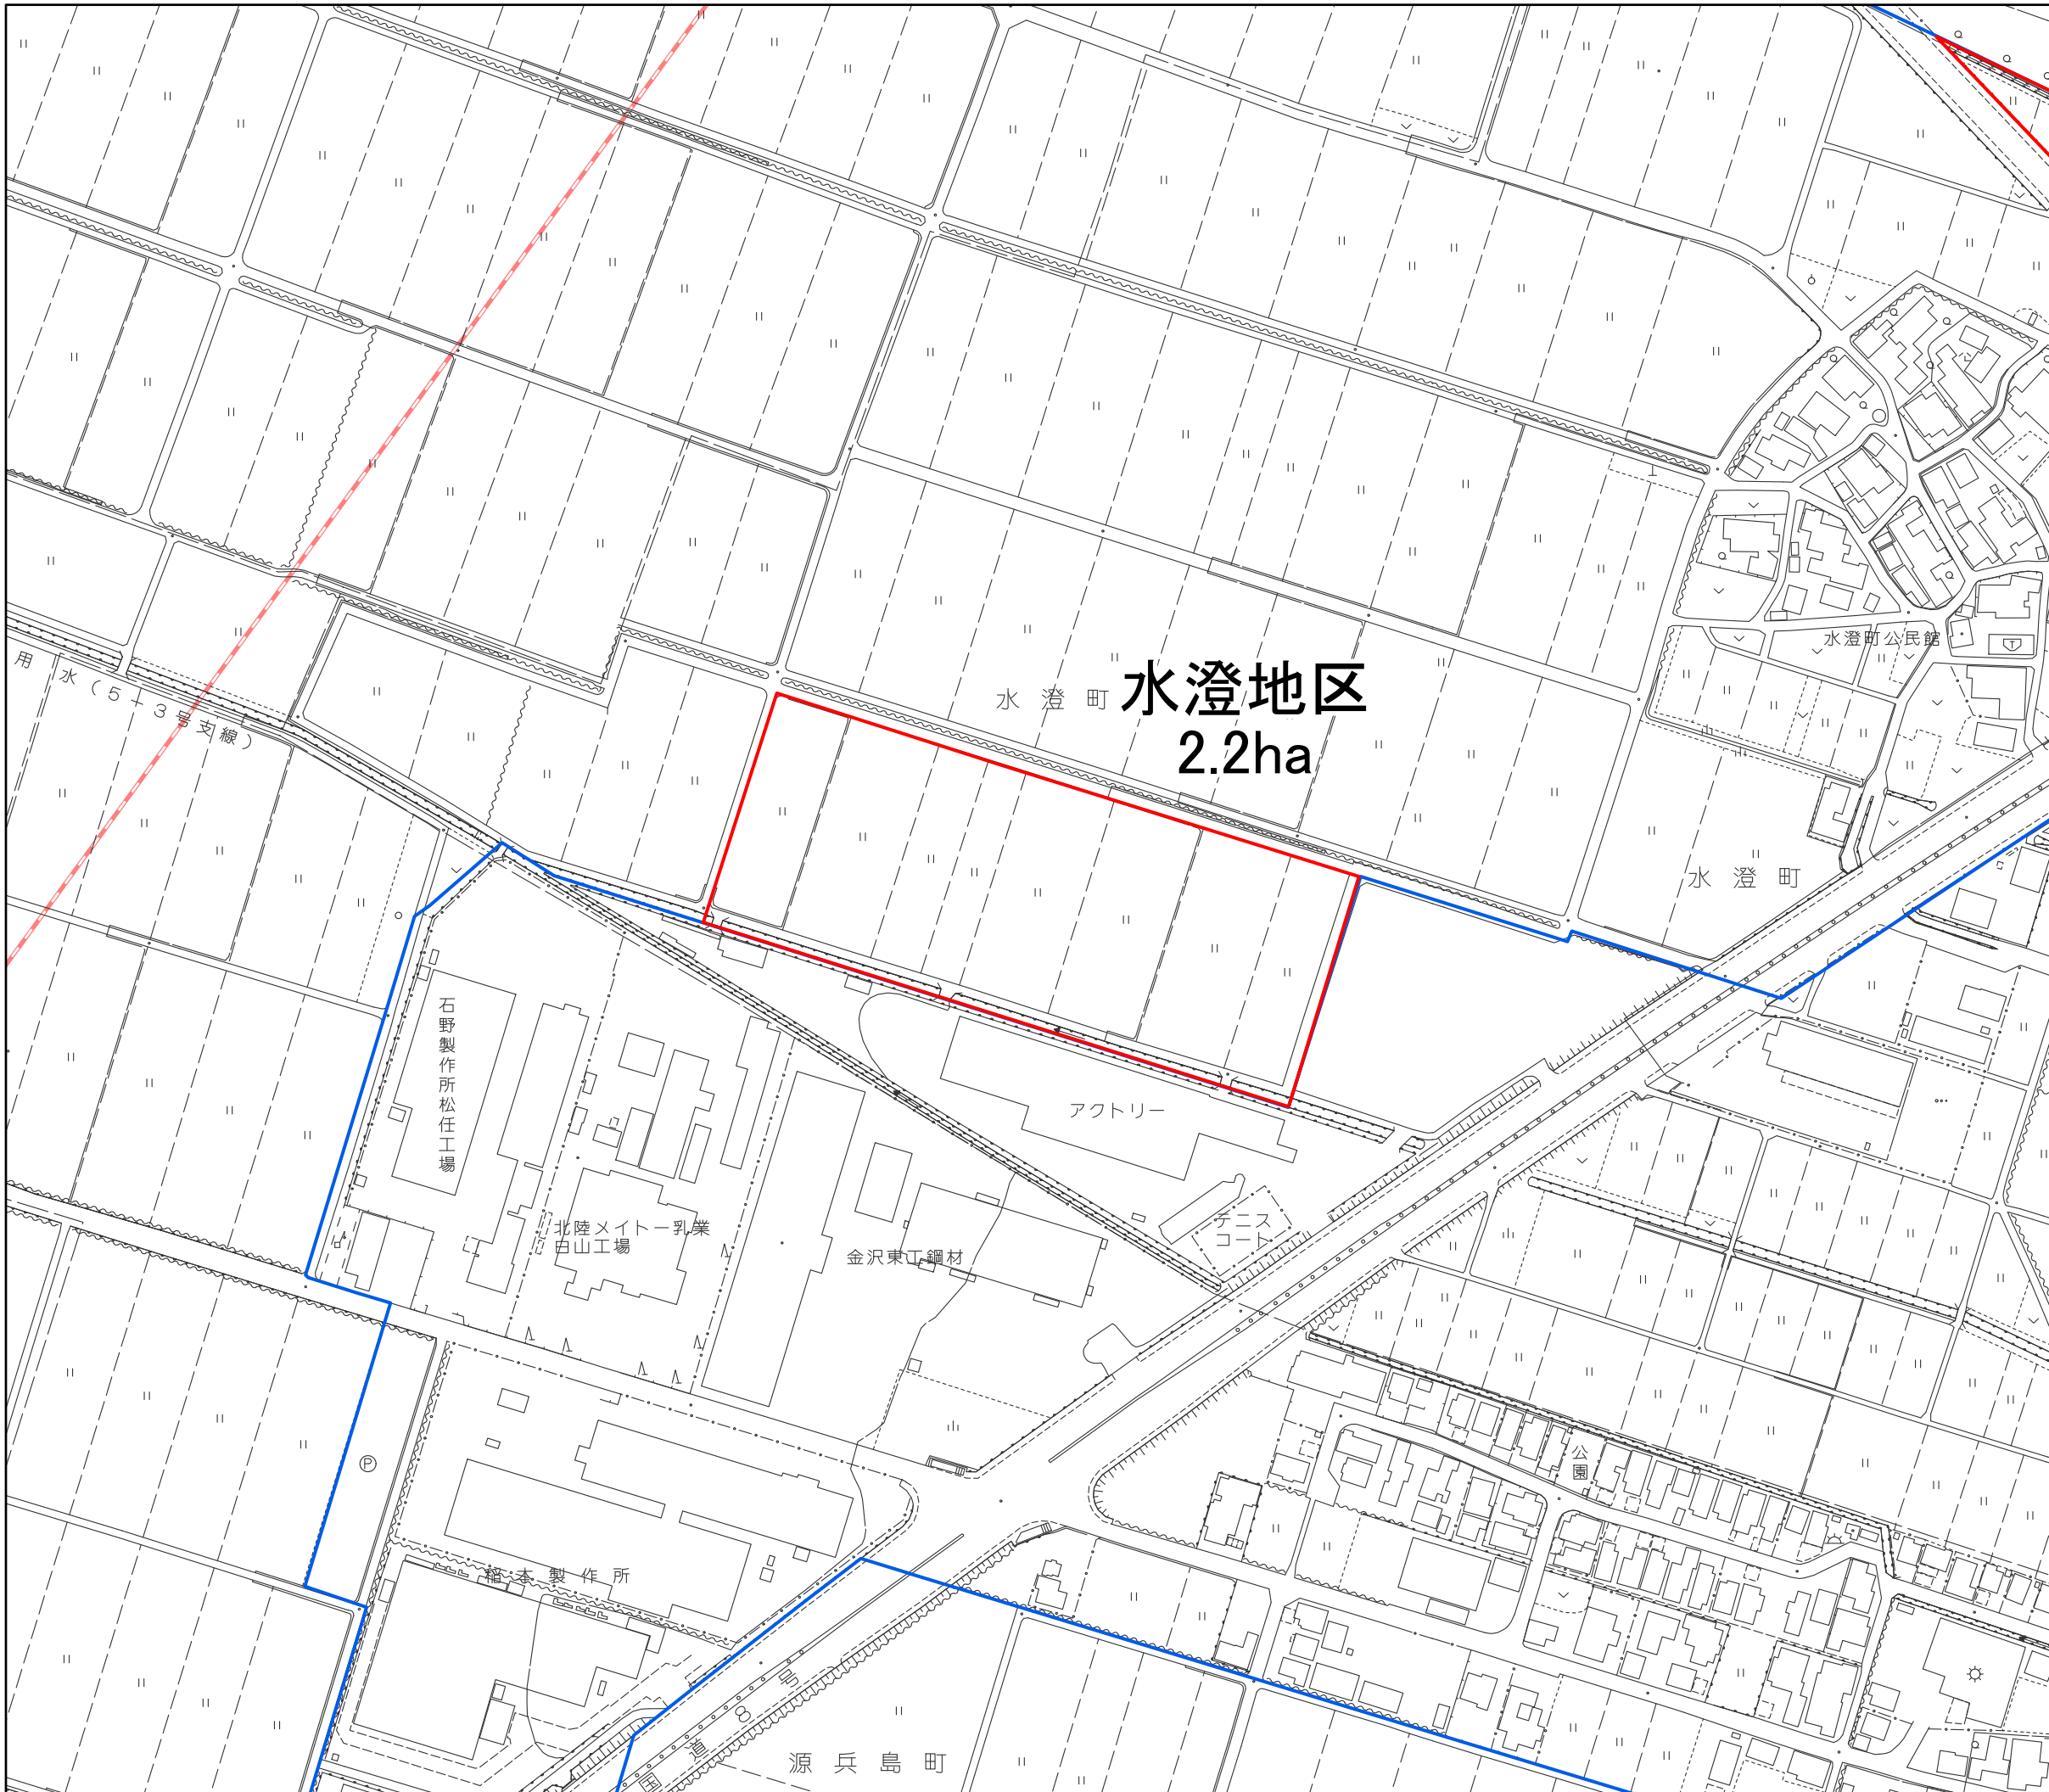 水澄町公民館
用水(5-3号支線)
水澄町
水澄地区
2.2ha
水澄町
石野製作所松任工場
アクトリー
北陸メイトー乳業
白山工場
金沢東工鋼材
テニス
コート
Ⓟ
公園
稲本製作所
国道8号
源兵島町